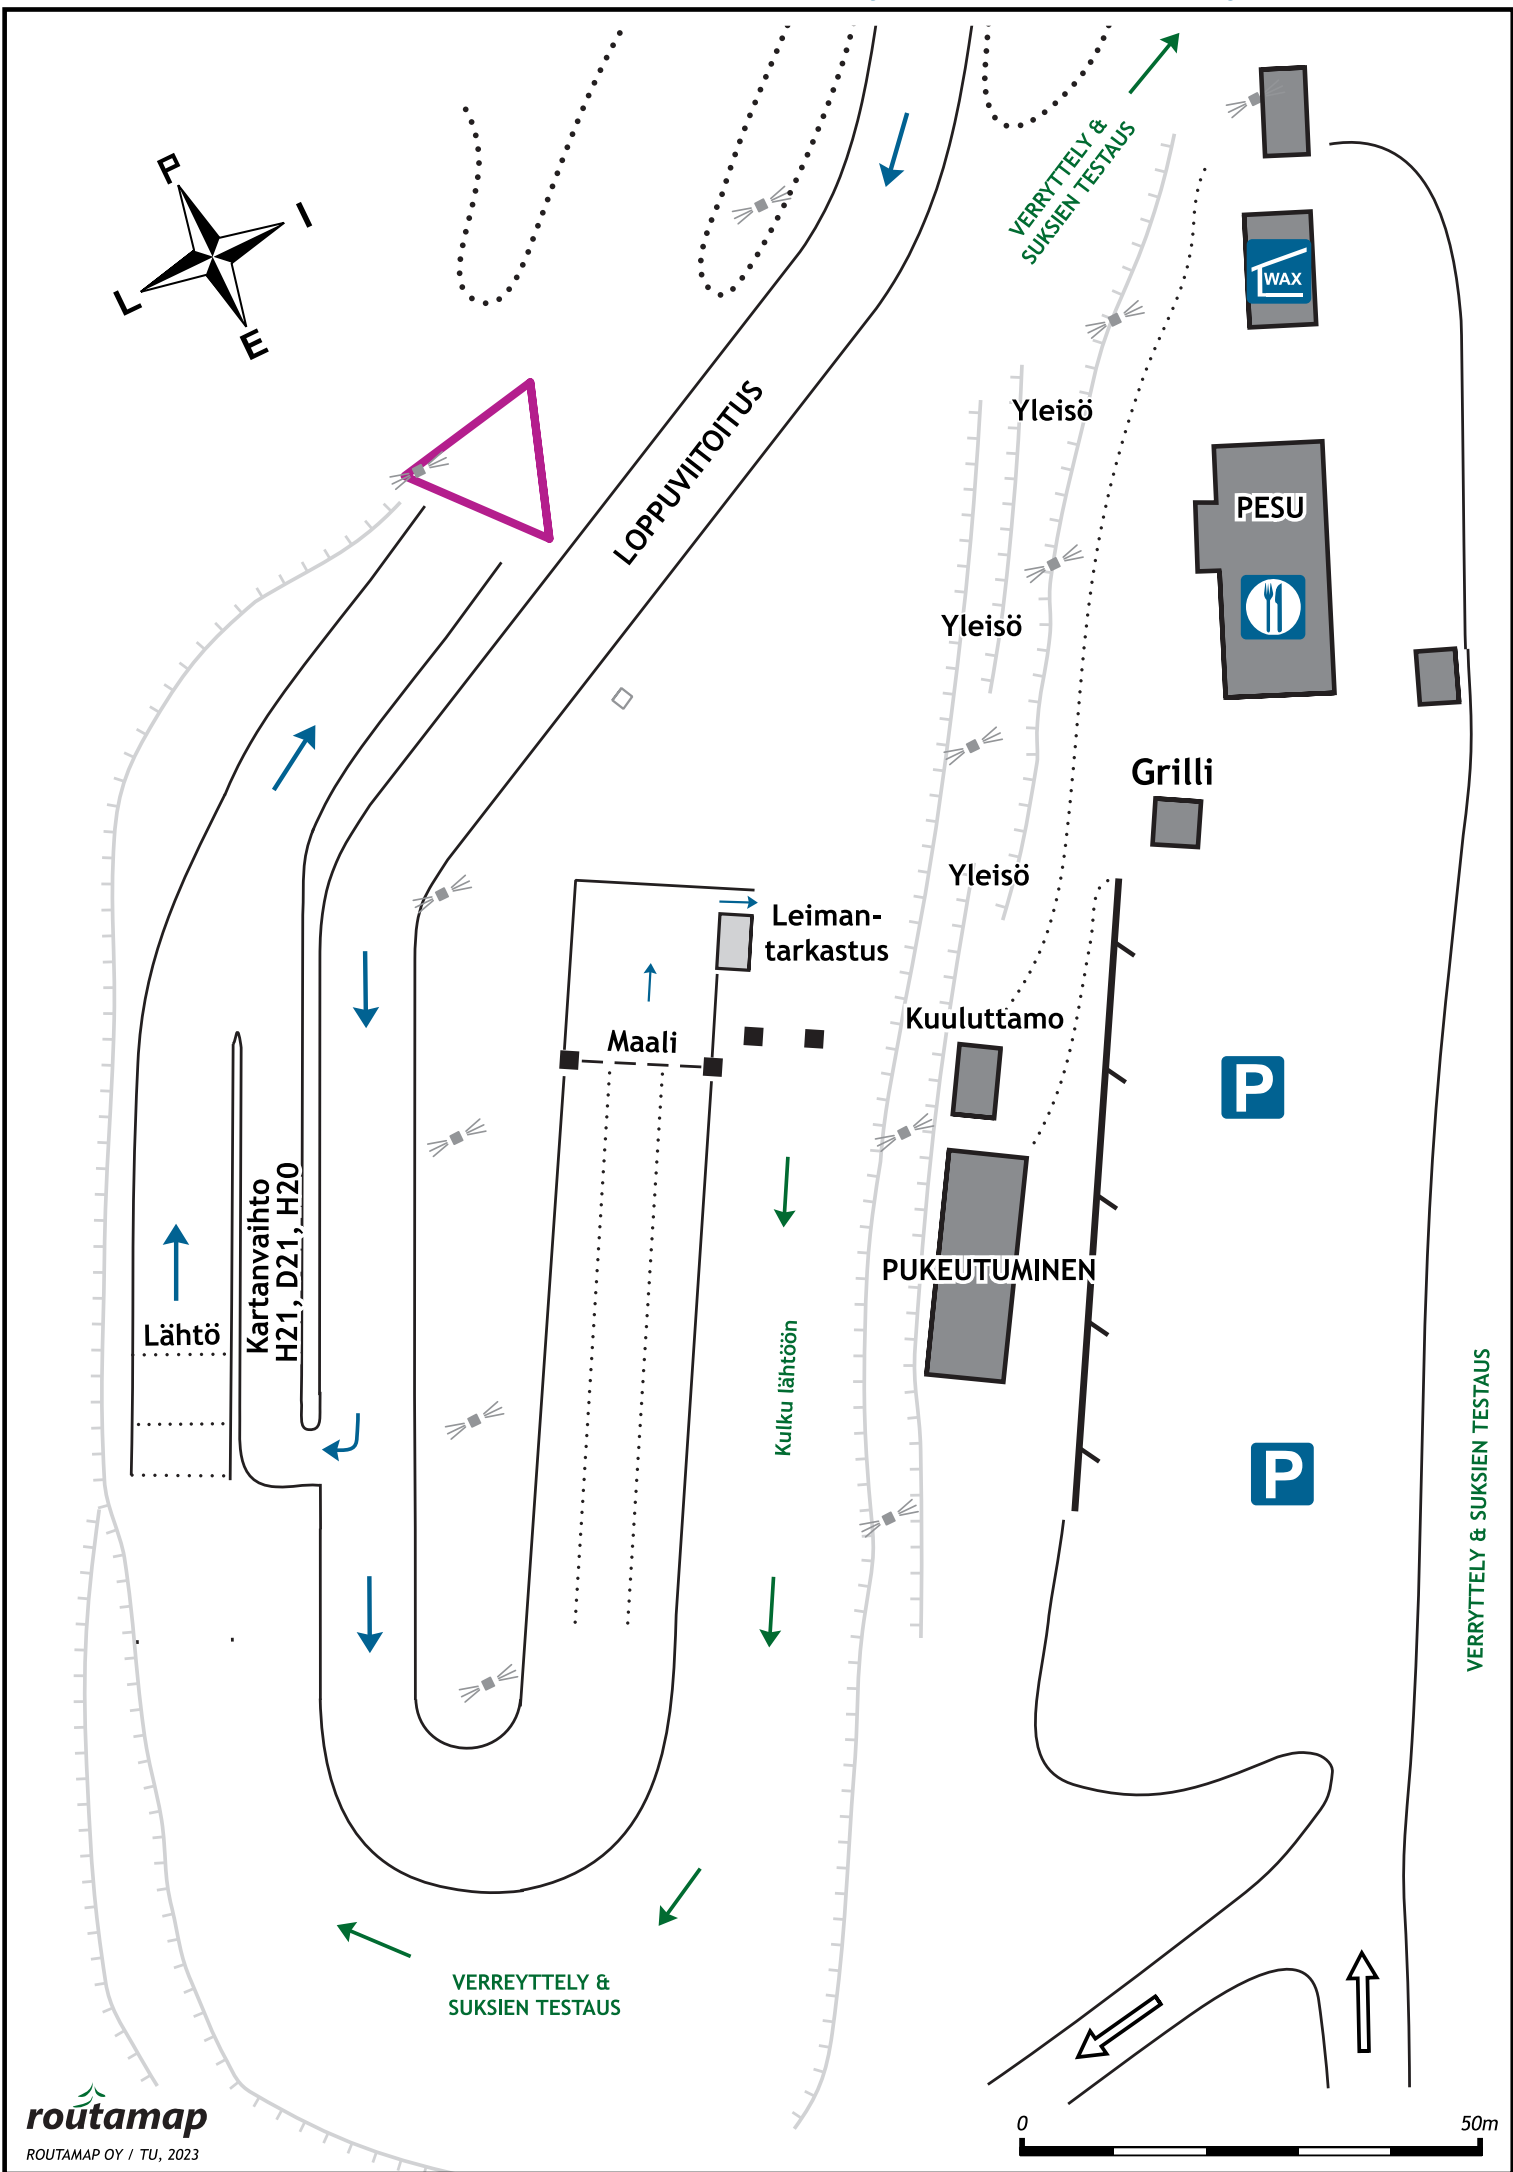 VERRYTTELY &
SUKSIEN TESTAUS
P
I
L
E
WAX
LOPPUVIITOITUS
Yleisö
PESU
Yleisö
Grilli
Yleisö
Leiman-
tarkastus
Kuuluttamo
Maali
P
Kartanvaihto
H21, D21, H20
PUKEUTUMINEN
Lähtö
Kulku lähtöön
P
VERRYTTELY & SUKSIEN TESTAUS
VERREYTTELY &
SUKSIEN TESTAUS
routamap
ROUTAMAP OY / TU, 2023
0
50m